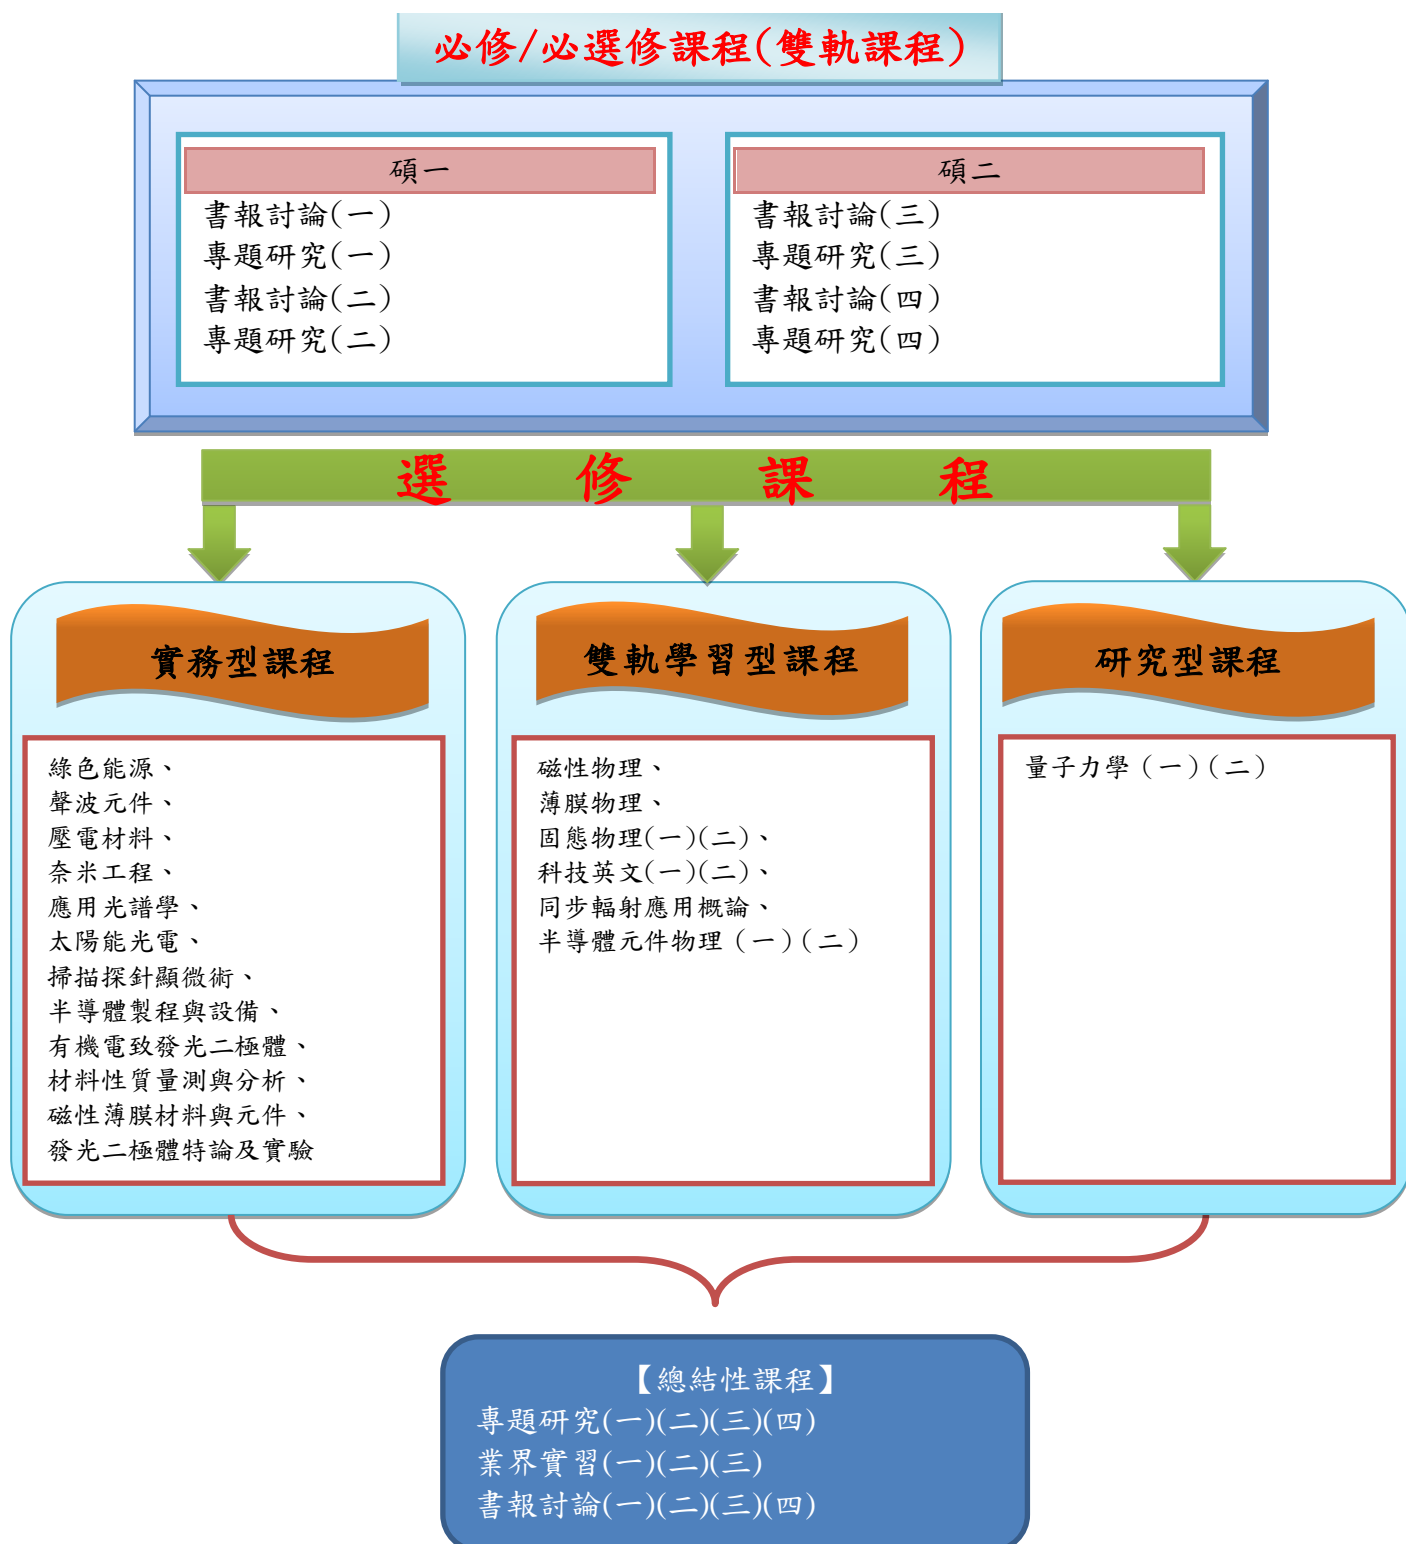 必修/必選修課程(雙軌課程)
碩一
書報討論(一)
專題研究(一)
書報討論(二)
專題研究(二)
碩二
書報討論(三)
專題研究(三)
書報討論(四)
專題研究(四)
選修課程
實務型課程
綠色能源、
聲波元件、
壓電材料、
奈米工程、
應用光譜學、
太陽能光電、
掃描探針顯微術、
半導體製程與設備、
有機電致發光二極體、
材料性質量測與分析、
磁性薄膜材料與元件、
發光二極體特論及實驗
雙軌學習型課程
磁性物理、
薄膜物理、
固態物理(一)(二)、
科技英文(一)(二)、
同步輻射應用概論、
半導體元件物理（一）(二)
研究型課程
量子力學（一）(二)
【總結性課程】
專題研究(一)(二)(三)(四)
業界實習(一)(二)(三)
書報討論(一)(二)(三)(四)